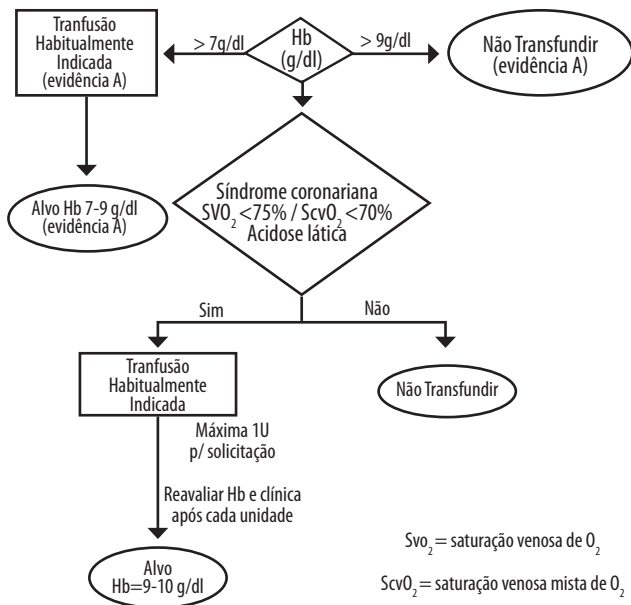 Tranfusão
Habitualmente
Indicada
(evidência A)
> 7g/dl
Hb
(g/dl)
> 9g/dl
Não Transfundir
(evidência A)
Alvo Hb 7-9 g/dl
(evidência A)
Síndrome coronariana
SVO₂ <75% / ScvO₂ <70%
Acidose lática
Sim
Não
Tranfusão
Habitualmente
Indicada
Não Transfundir
Máxima 1U
p/ solicitação
Reavaliar Hb e clínica
após cada unidade
Alvo
Hb=9-10 g/dl
Svo₂ = saturação venosa de O₂
ScvO₂ = saturação venosa mista de O₂